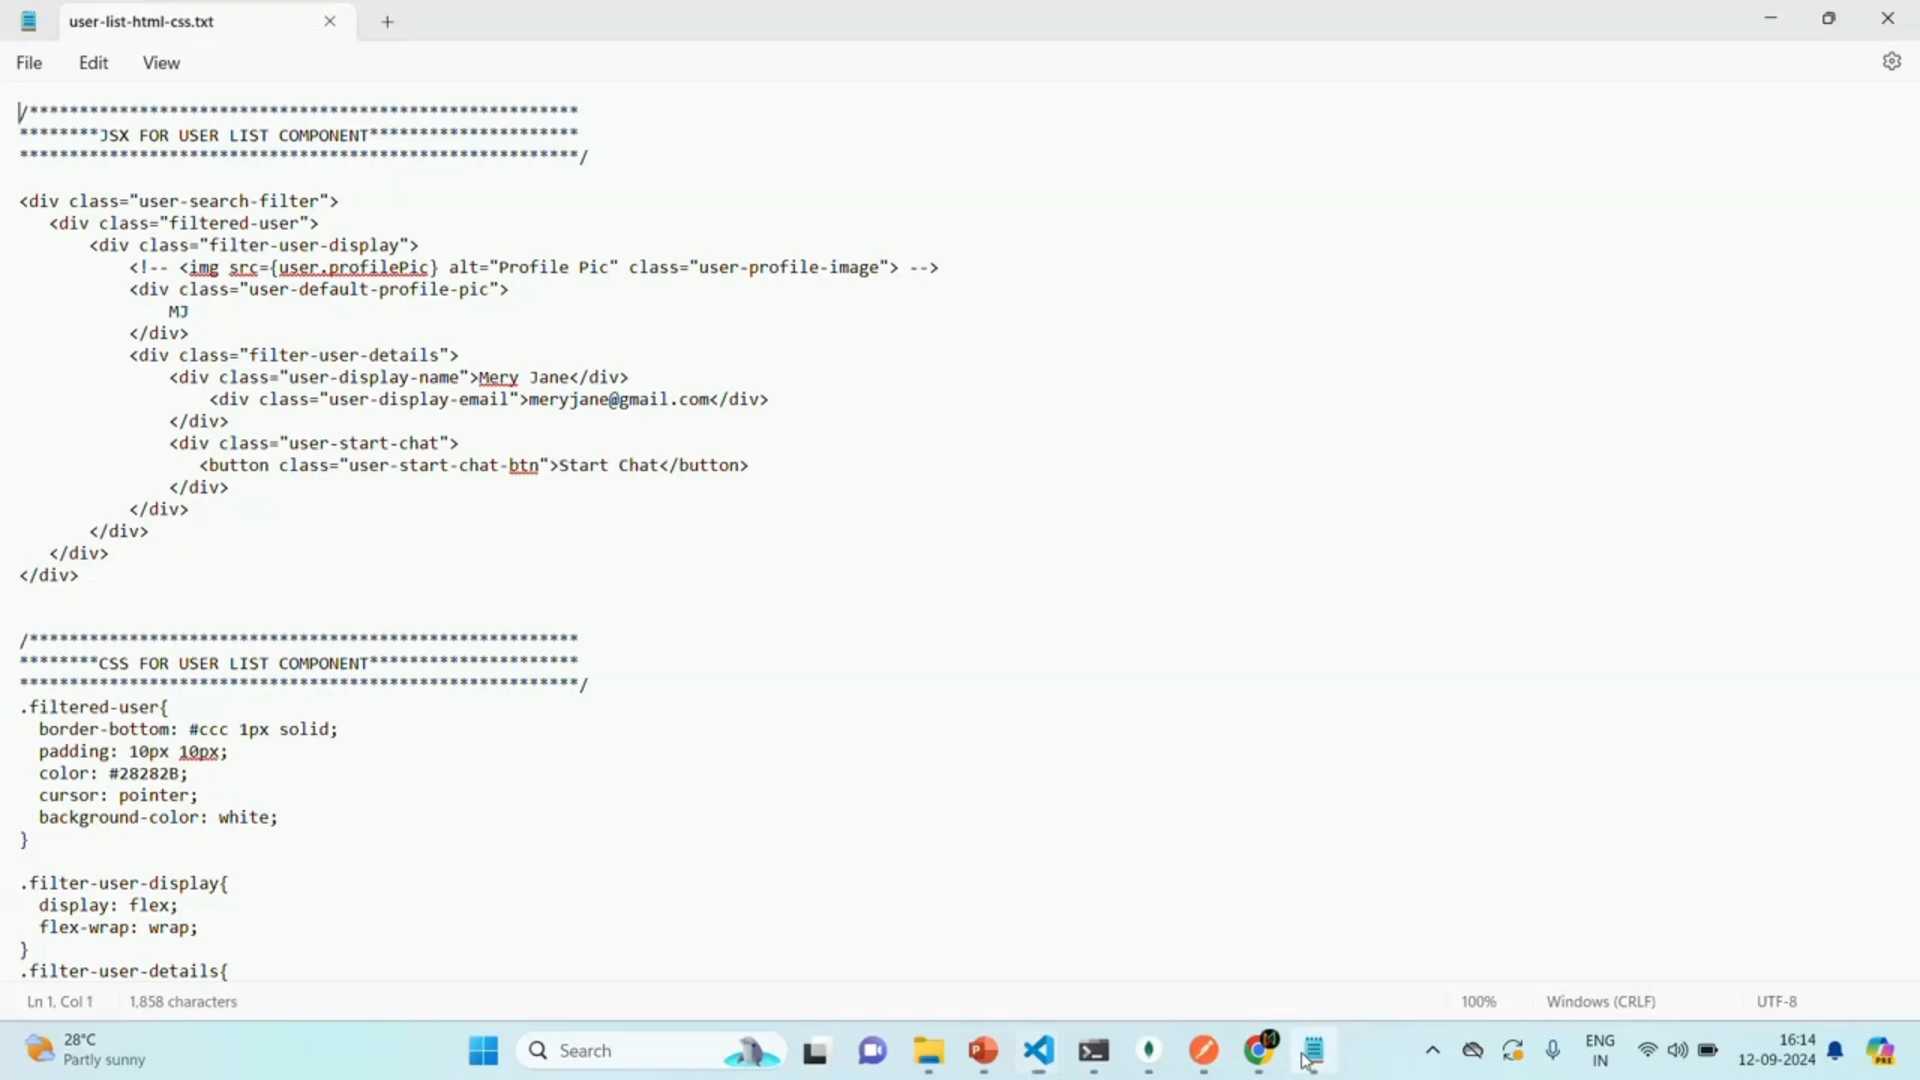 user-list-html-css.txt
File Edit View
/*******************************************************
********JSX FOR USER LIST COMPONENT*********************
********************************************************/
<div class="user-search-filter">
<div class="filtered-user">
<div class="filter-user-display">
<!-- <img src={user.profilePic} alt="Profile Pic" class="user-profile-image"> -->
<div class="user-default-profile-pic">
MJ
</div>
<div class="filter-user-details">
<div class="user-display-name">Mery Jane</div>
<div class="user-display-email">meryjane@gmail.com</div>
</div>
<div class="user-start-chat">
<button class="user-start-chat-btn">Start Chat</button>
</div>
</div>
</div>
</div>
</div>
/*******************************************************
********CSS FOR USER LIST COMPONENT*********************
********************************************************/
.filtered-user{
border-bottom: #ccc 1px solid;
padding: 10px 10px;
color: #28282B;
cursor: pointer;
background-color: white;
}
.filter-user-display{
display: flex;
flex-wrap: wrap;
}
.filter-user-details{
Ln 1, Col 1 1,858 characters 100% Windows (CRLF) UTF-8
28°C
Partly sunny
Search
ENG
IN
16:14
12-09-2024
PRE